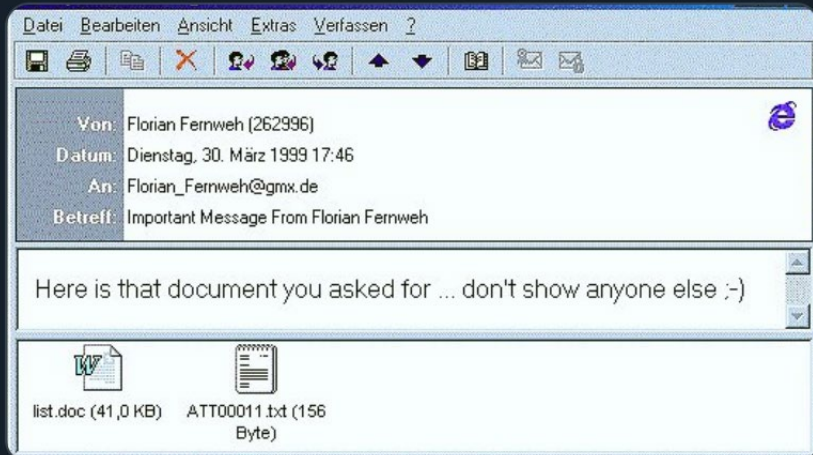 Datei Bearbeiten Ansicht Extras Verfassen ?
Von: Florian Fernweh (262996)
Datum: Dienstag, 30. März 1999 17:46
An: Florian_Fernweh@gmx.de
Betreff: Important Message From Florian Fernweh
Here is that document you asked for ... don't show anyone else ;-)
list.doc (41,0 KB) ATT00011.txt (156
Byte)